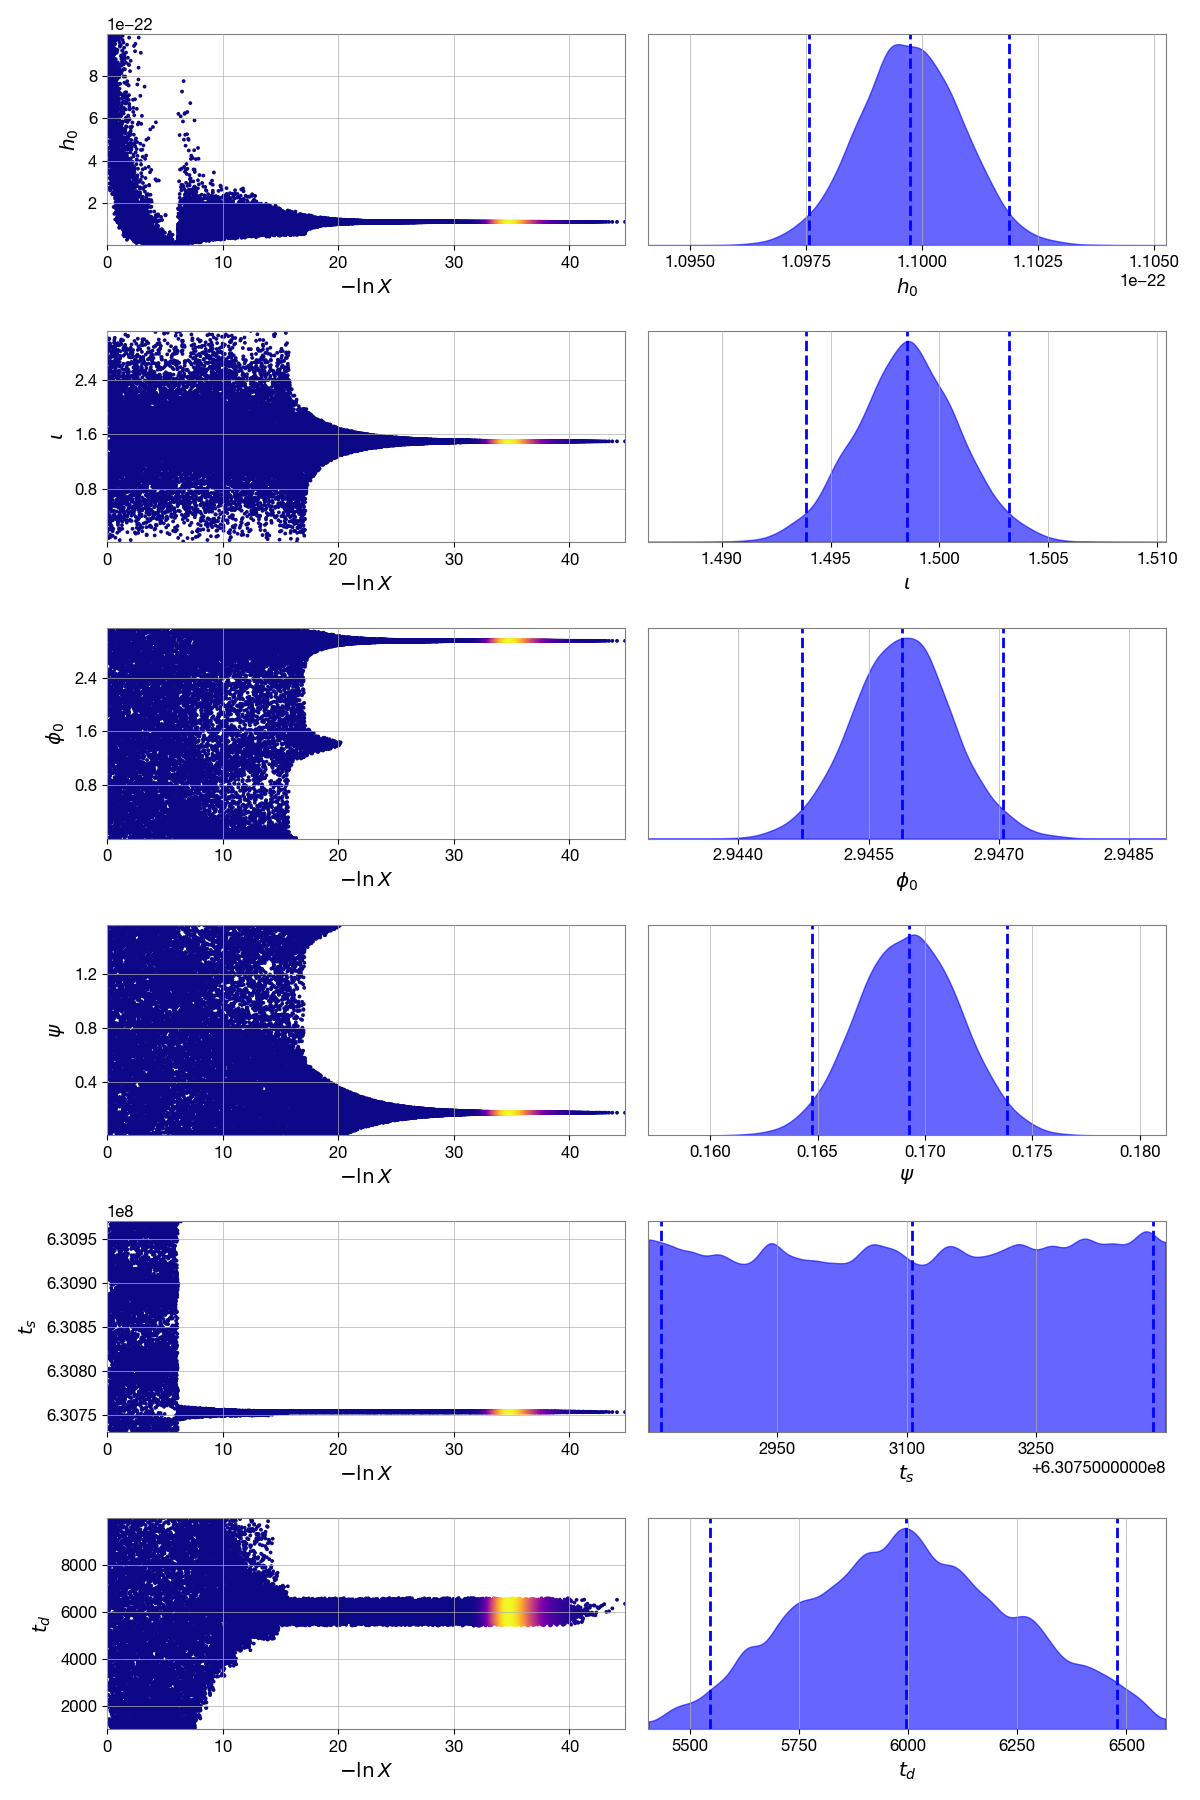 1e−22
h0
8
6
4
2
0 10 20 30 40
−ln X
1.0950 1.0975 1.1000 1.1025 1.1050
1e−22
h0
ι
2.4
1.6
0.8
0 10 20 30 40
−ln X
1.490 1.495 1.500 1.505 1.510
ι
ϕ0
2.4
1.6
0.8
0 10 20 30 40
−ln X
2.9440 2.9455 2.9470 2.9485
ϕ0
ψ
1.2
0.8
0.4
0 10 20 30 40
−ln X
0.160 0.165 0.170 0.175 0.180
ψ
1e8
ts
6.3095
6.3090
6.3085
6.3080
6.3075
0 10 20 30 40
−ln X
2950 3100 3250
+6.3075000000e8
ts
td
8000
6000
4000
2000
0 10 20 30 40
−ln X
5500 5750 6000 6250 6500
td